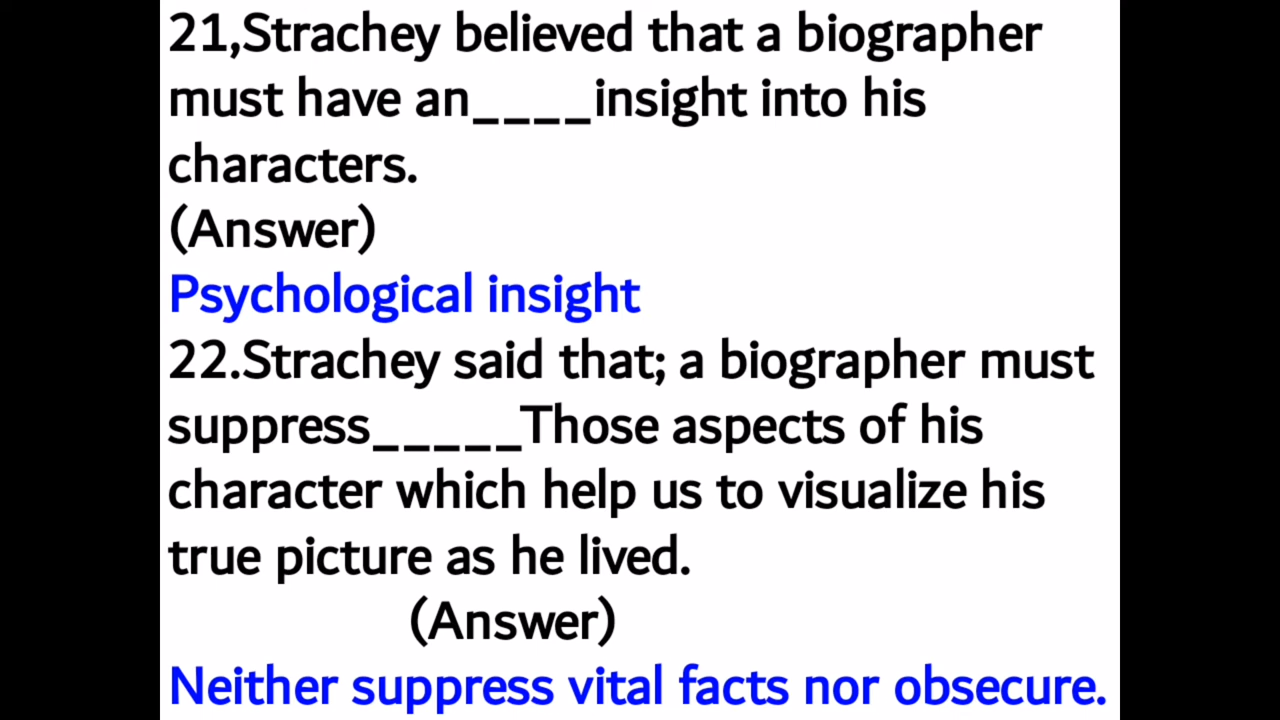 21,Strachey believed that a biographer
must have an____insight into his
characters.
(Answer)
Psychological insight
22.Strachey said that; a biographer must
suppress_____Those aspects of his
character which help us to visualize his
true picture as he lived.
(Answer)
Neither suppress vital facts nor obsecure.